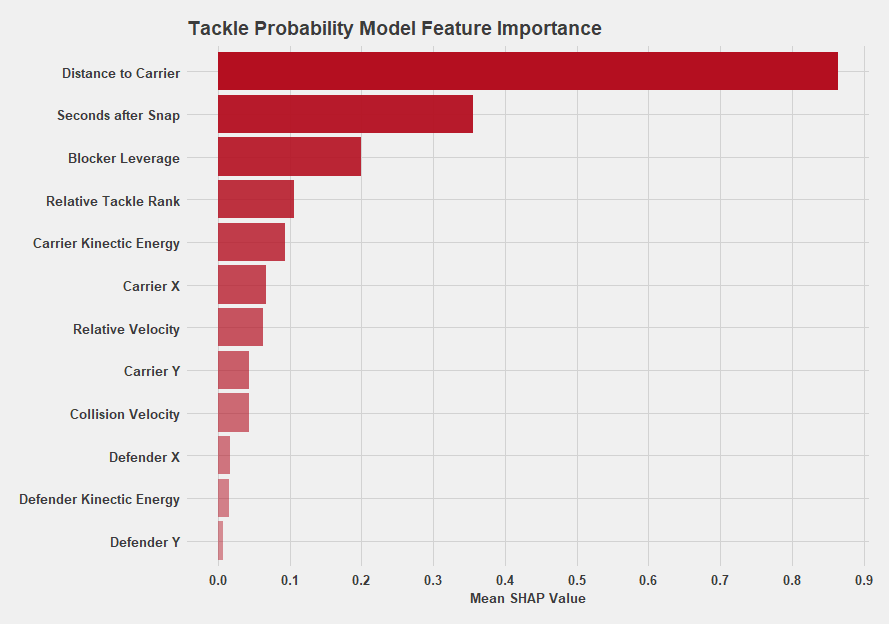 Tackle Probability Model Feature Importance
Distance to Carrier
Seconds after Snap
Blocker Leverage
Relative Tackle Rank
Carrier Kinectic Energy
Carrier X
Relative Velocity
Carrier Y
Collision Velocity
Defender X
Defender Kinectic Energy
Defender Y
0.0 0.1 0.2 0.3 0.4 0.5 0.6 0.7 0.8 0.9
Mean SHAP Value